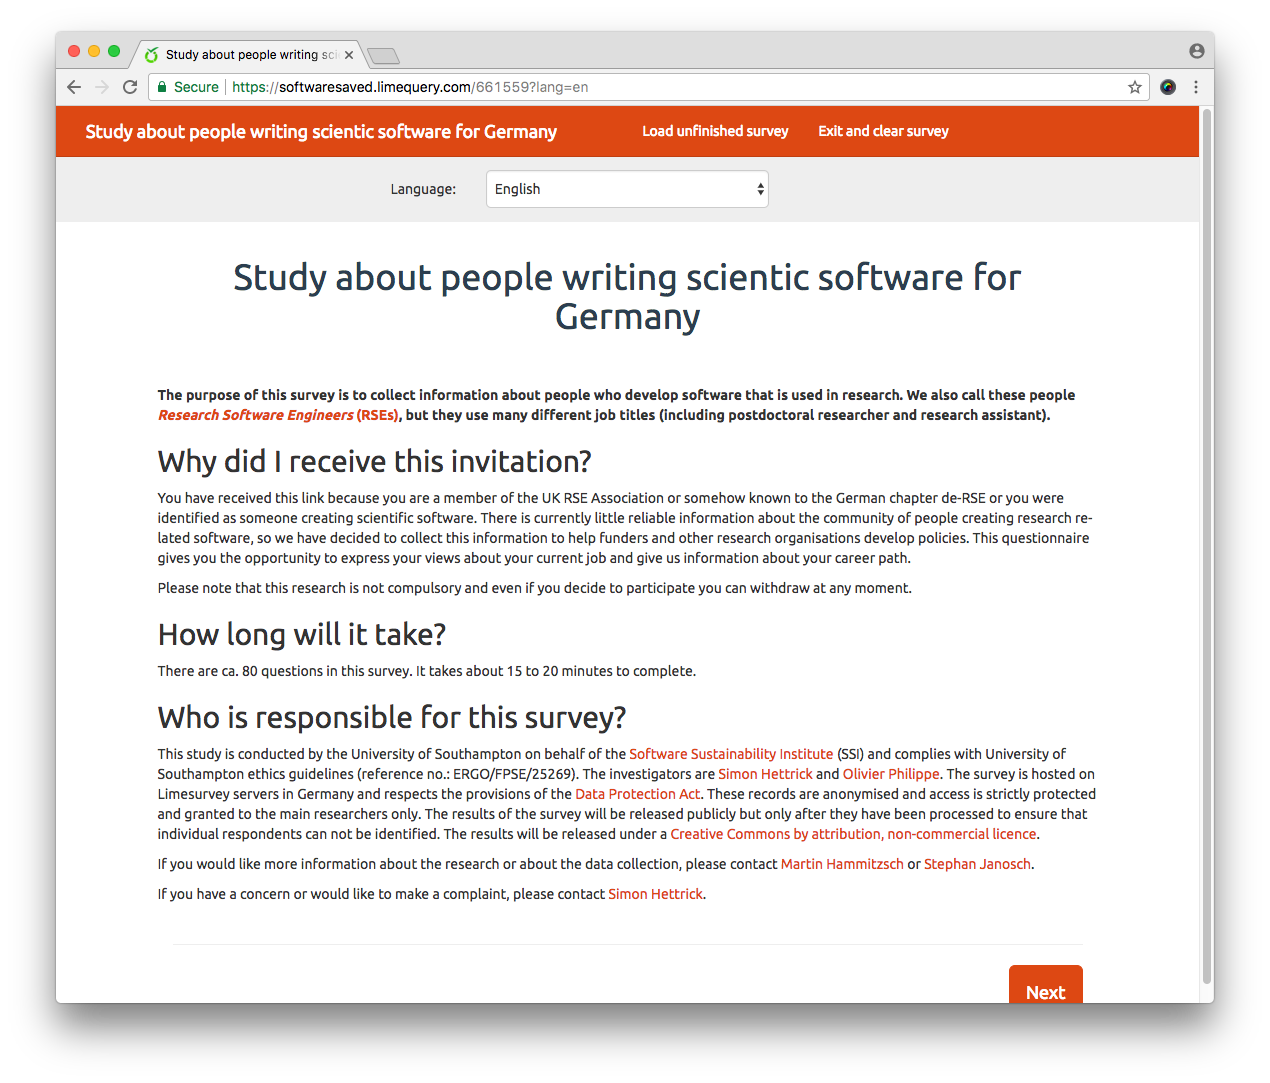 Study about people writing sci
Secure https://softwaresaved.limequery.com/661559?lang=en
Study about people writing scientic software for Germany Load unfinished survey Exit and clear survey
Language: English
Study about people writing scientic software for
Germany
The purpose of this survey is to collect information about people who develop software that is used in research. We also call these people
Research Software Engineers (RSEs), but they use many different job titles (including postdoctoral researcher and research assistant).
Why did I receive this invitation?
You have received this link because you are a member of the UK RSE Association or somehow known to the German chapter de-RSE or you were
identified as someone creating scientific software. There is currently little reliable information about the community of people creating research re-
lated software, so we have decided to collect this information to help funders and other research organisations develop policies. This questionnaire
gives you the opportunity to express your views about your current job and give us information about your career path.
Please note that this research is not compulsory and even if you decide to participate you can withdraw at any moment.
How long will it take?
There are ca. 80 questions in this survey. It takes about 15 to 20 minutes to complete.
Who is responsible for this survey?
This study is conducted by the University of Southampton on behalf of the Software Sustainability Institute (SSI) and complies with University of
Southampton ethics guidelines (reference no.: ERGO/FPSE/25269). The investigators are Simon Hettrick and Olivier Philippe. The survey is hosted on
Limesurvey servers in Germany and respects the provisions of the Data Protection Act. These records are anonymised and access is strictly protected
and granted to the main researchers only. The results of the survey will be released publicly but only after they have been processed to ensure that
individual respondents can not be identified. The results will be released under a Creative Commons by attribution, non-commercial licence.
If you would like more information about the research or about the data collection, please contact Martin Hammitzsch or Stephan Janosch.
If you have a concern or would like to make a complaint, please contact Simon Hettrick.
Next